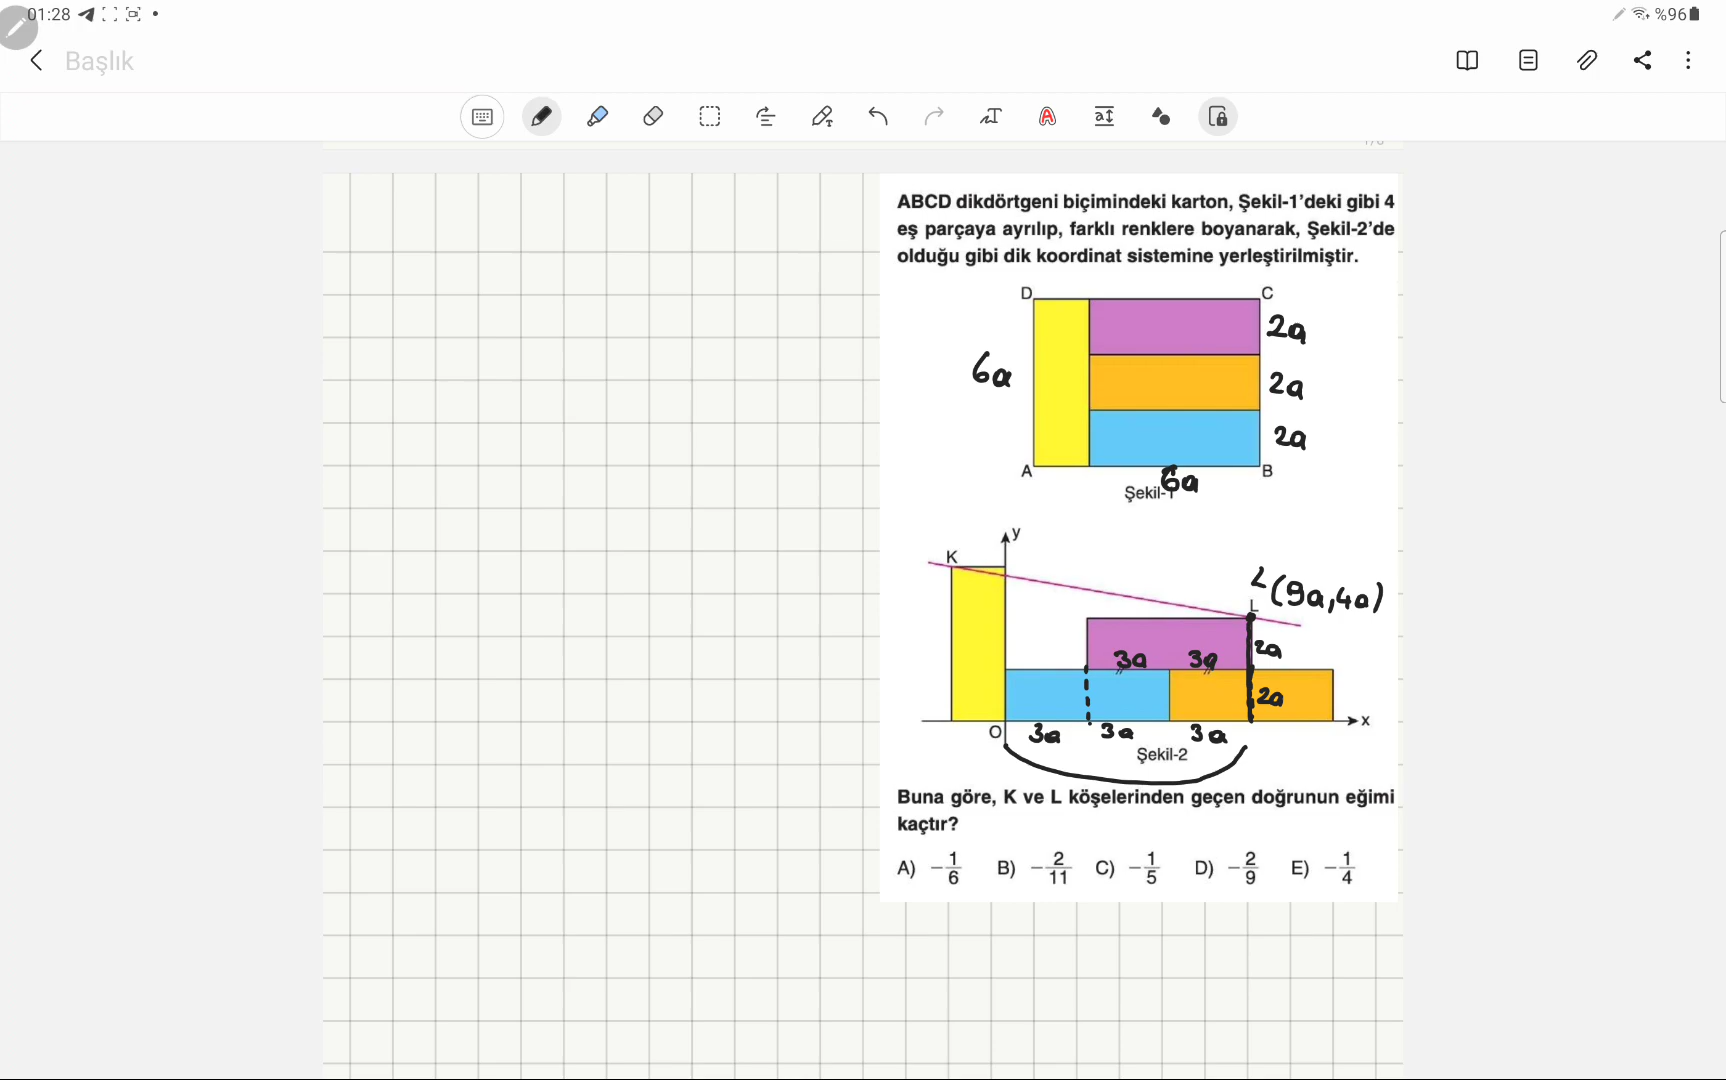 01:28
%96
Başlık
ABCD dikdörtgeni biçimindeki karton, Şekil-1'deki gibi 4
eş parçaya ayrılıp, farklı renklere boyanarak, Şekil-2'de
olduğu gibi dik koordinat sistemine yerleştirilmiştir.
D C
2a
6a
2a
2a
A B
6a
Şekil-1
y
K
L(9a,4a)
L
2a
3a 3a
2a
x
O
3a 3a 3a
Şekil-2
Buna göre, K ve L köşelerinden geçen doğrunun eğimi
kaçtır?
A) -1/6 B) -2/11 C) -1/5 D) -2/9 E) -1/4